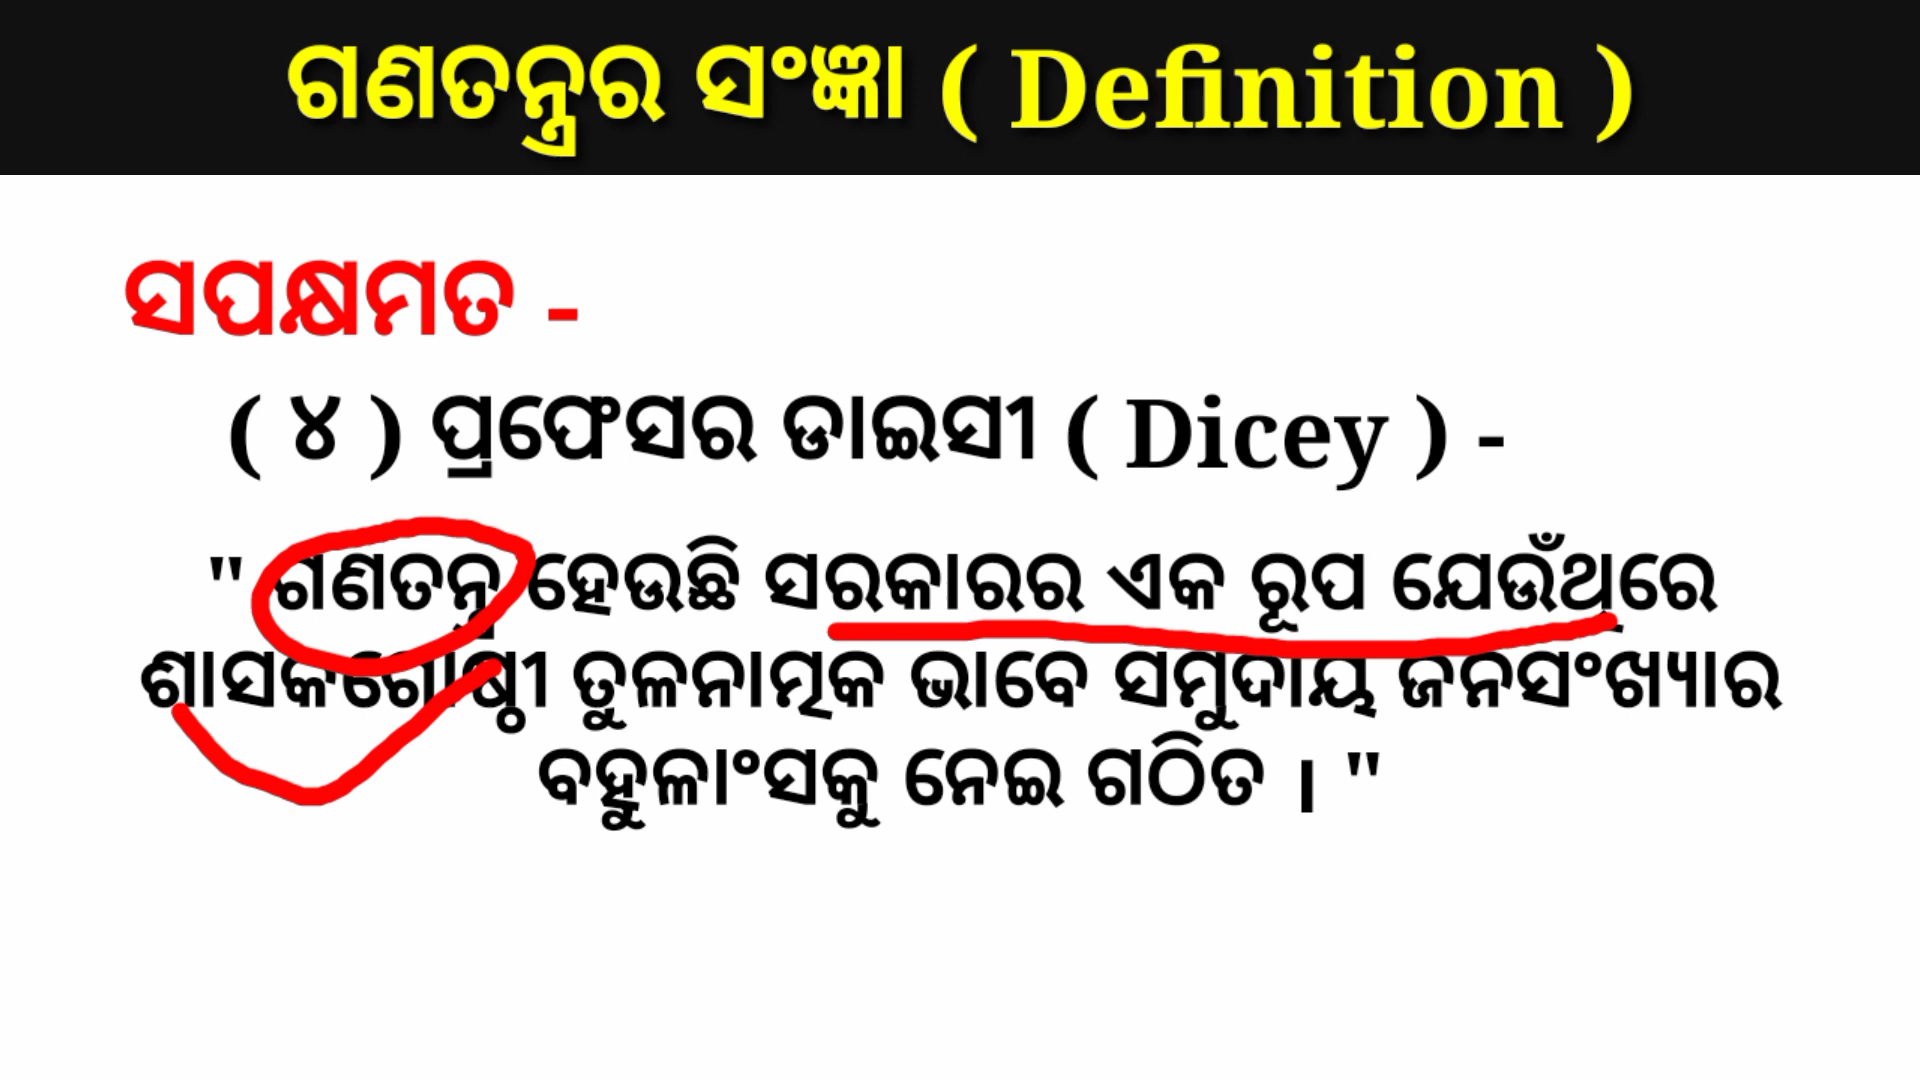 ଗଣତନ୍ତ୍ରର ସଂଜ୍ଞା ( Definition )
ସପକ୍ଷମତ -
( ୪ ) ପ୍ରଫେସର ଡାଇସୀ ( Dicey ) -
" ଗଣତନ୍ତ୍ର ହେଉଛି ସରକାରର ଏକ ରୂପ ଯେଉଁଥିରେ
ଶାସକଗୋଷ୍ଠୀ ତୁଳନାତ୍ମକ ଭାବେ ସମୁଦାୟ ଜନସଂଖ୍ୟାର
ବହୁଳାଂସକୁ ନେଇ ଗଠିତ । "